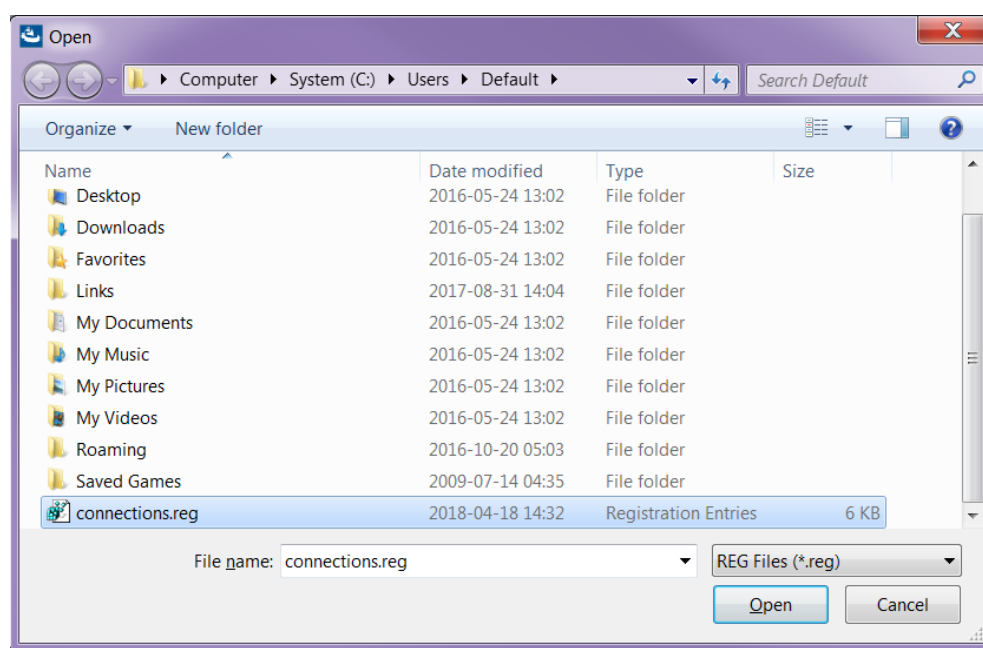 Open
Computer System (C:) Users Default Search Default
Organize New folder
Name Date modified Type Size
Desktop 2016-05-24 13:02 File folder
Downloads 2016-05-24 13:02 File folder
Favorites 2016-05-24 13:02 File folder
Links 2017-08-31 14:04 File folder
My Documents 2016-05-24 13:02 File folder
My Music 2016-05-24 13:02 File folder
My Pictures 2016-05-24 13:02 File folder
My Videos 2016-05-24 13:02 File folder
Roaming 2016-10-20 05:03 File folder
Saved Games 2009-07-14 04:35 File folder
connections.reg 2018-04-18 14:32 Registration Entries 6 KB
File name: connections.reg REG Files (*.reg)
Open Cancel